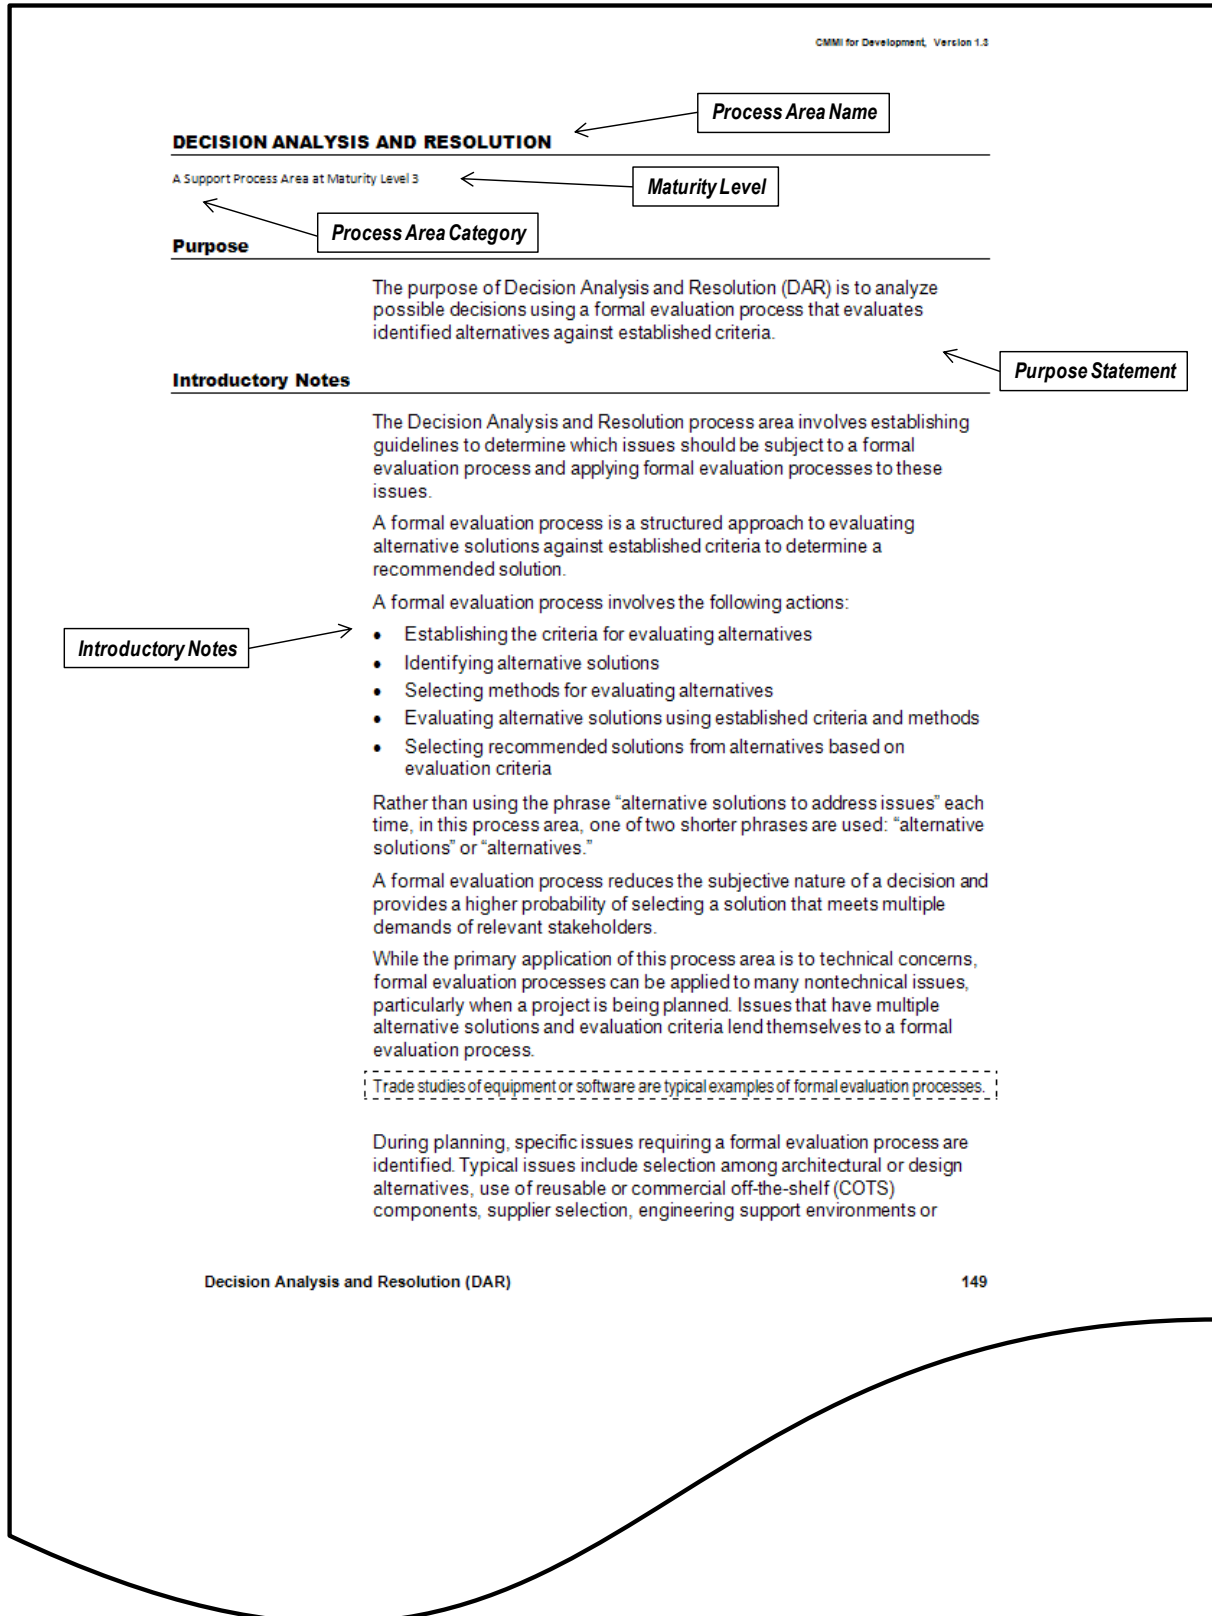 CMMI for Development, Version 1.3
Process Area Name
DECISION ANALYSIS AND RESOLUTION
A Support Process Area at Maturity Level 3
Maturity Level
Process Area Category
Purpose
The purpose of Decision Analysis and Resolution (DAR) is to analyze
possible decisions using a formal evaluation process that evaluates
identified alternatives against established criteria.
Purpose Statement
Introductory Notes
The Decision Analysis and Resolution process area involves establishing
guidelines to determine which issues should be subject to a formal
evaluation process and applying formal evaluation processes to these
issues.
A formal evaluation process is a structured approach to evaluating
alternative solutions against established criteria to determine a
recommended solution.
A formal evaluation process involves the following actions:
Introductory Notes
• Establishing the criteria for evaluating alternatives
• Identifying alternative solutions
• Selecting methods for evaluating alternatives
• Evaluating alternative solutions using established criteria and methods
• Selecting recommended solutions from alternatives based on
evaluation criteria
Rather than using the phrase “alternative solutions to address issues” each
time, in this process area, one of two shorter phrases are used: “alternative
solutions” or “alternatives.”
A formal evaluation process reduces the subjective nature of a decision and
provides a higher probability of selecting a solution that meets multiple
demands of relevant stakeholders.
While the primary application of this process area is to technical concerns,
formal evaluation processes can be applied to many nontechnical issues,
particularly when a project is being planned. Issues that have multiple
alternative solutions and evaluation criteria lend themselves to a formal
evaluation process.
Trade studies of equipment or software are typical examples of formal evaluation processes.
During planning, specific issues requiring a formal evaluation process are
identified. Typical issues include selection among architectural or design
alternatives, use of reusable or commercial off-the-shelf (COTS)
components, supplier selection, engineering support environments or
Decision Analysis and Resolution (DAR) 149